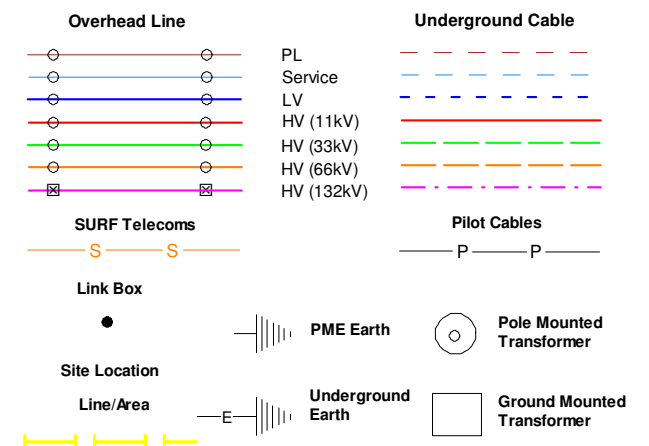 Overhead Line
Underground Cable
PL
Service
LV
HV (11kV)
HV (33kV)
HV (66kV)
HV (132kV)
SURF Telecoms
S S
Pilot Cables
P P
Link Box
PME Earth
Pole Mounted
Transformer
Site Location
Line/Area
E
Underground
Earth
Ground Mounted
Transformer